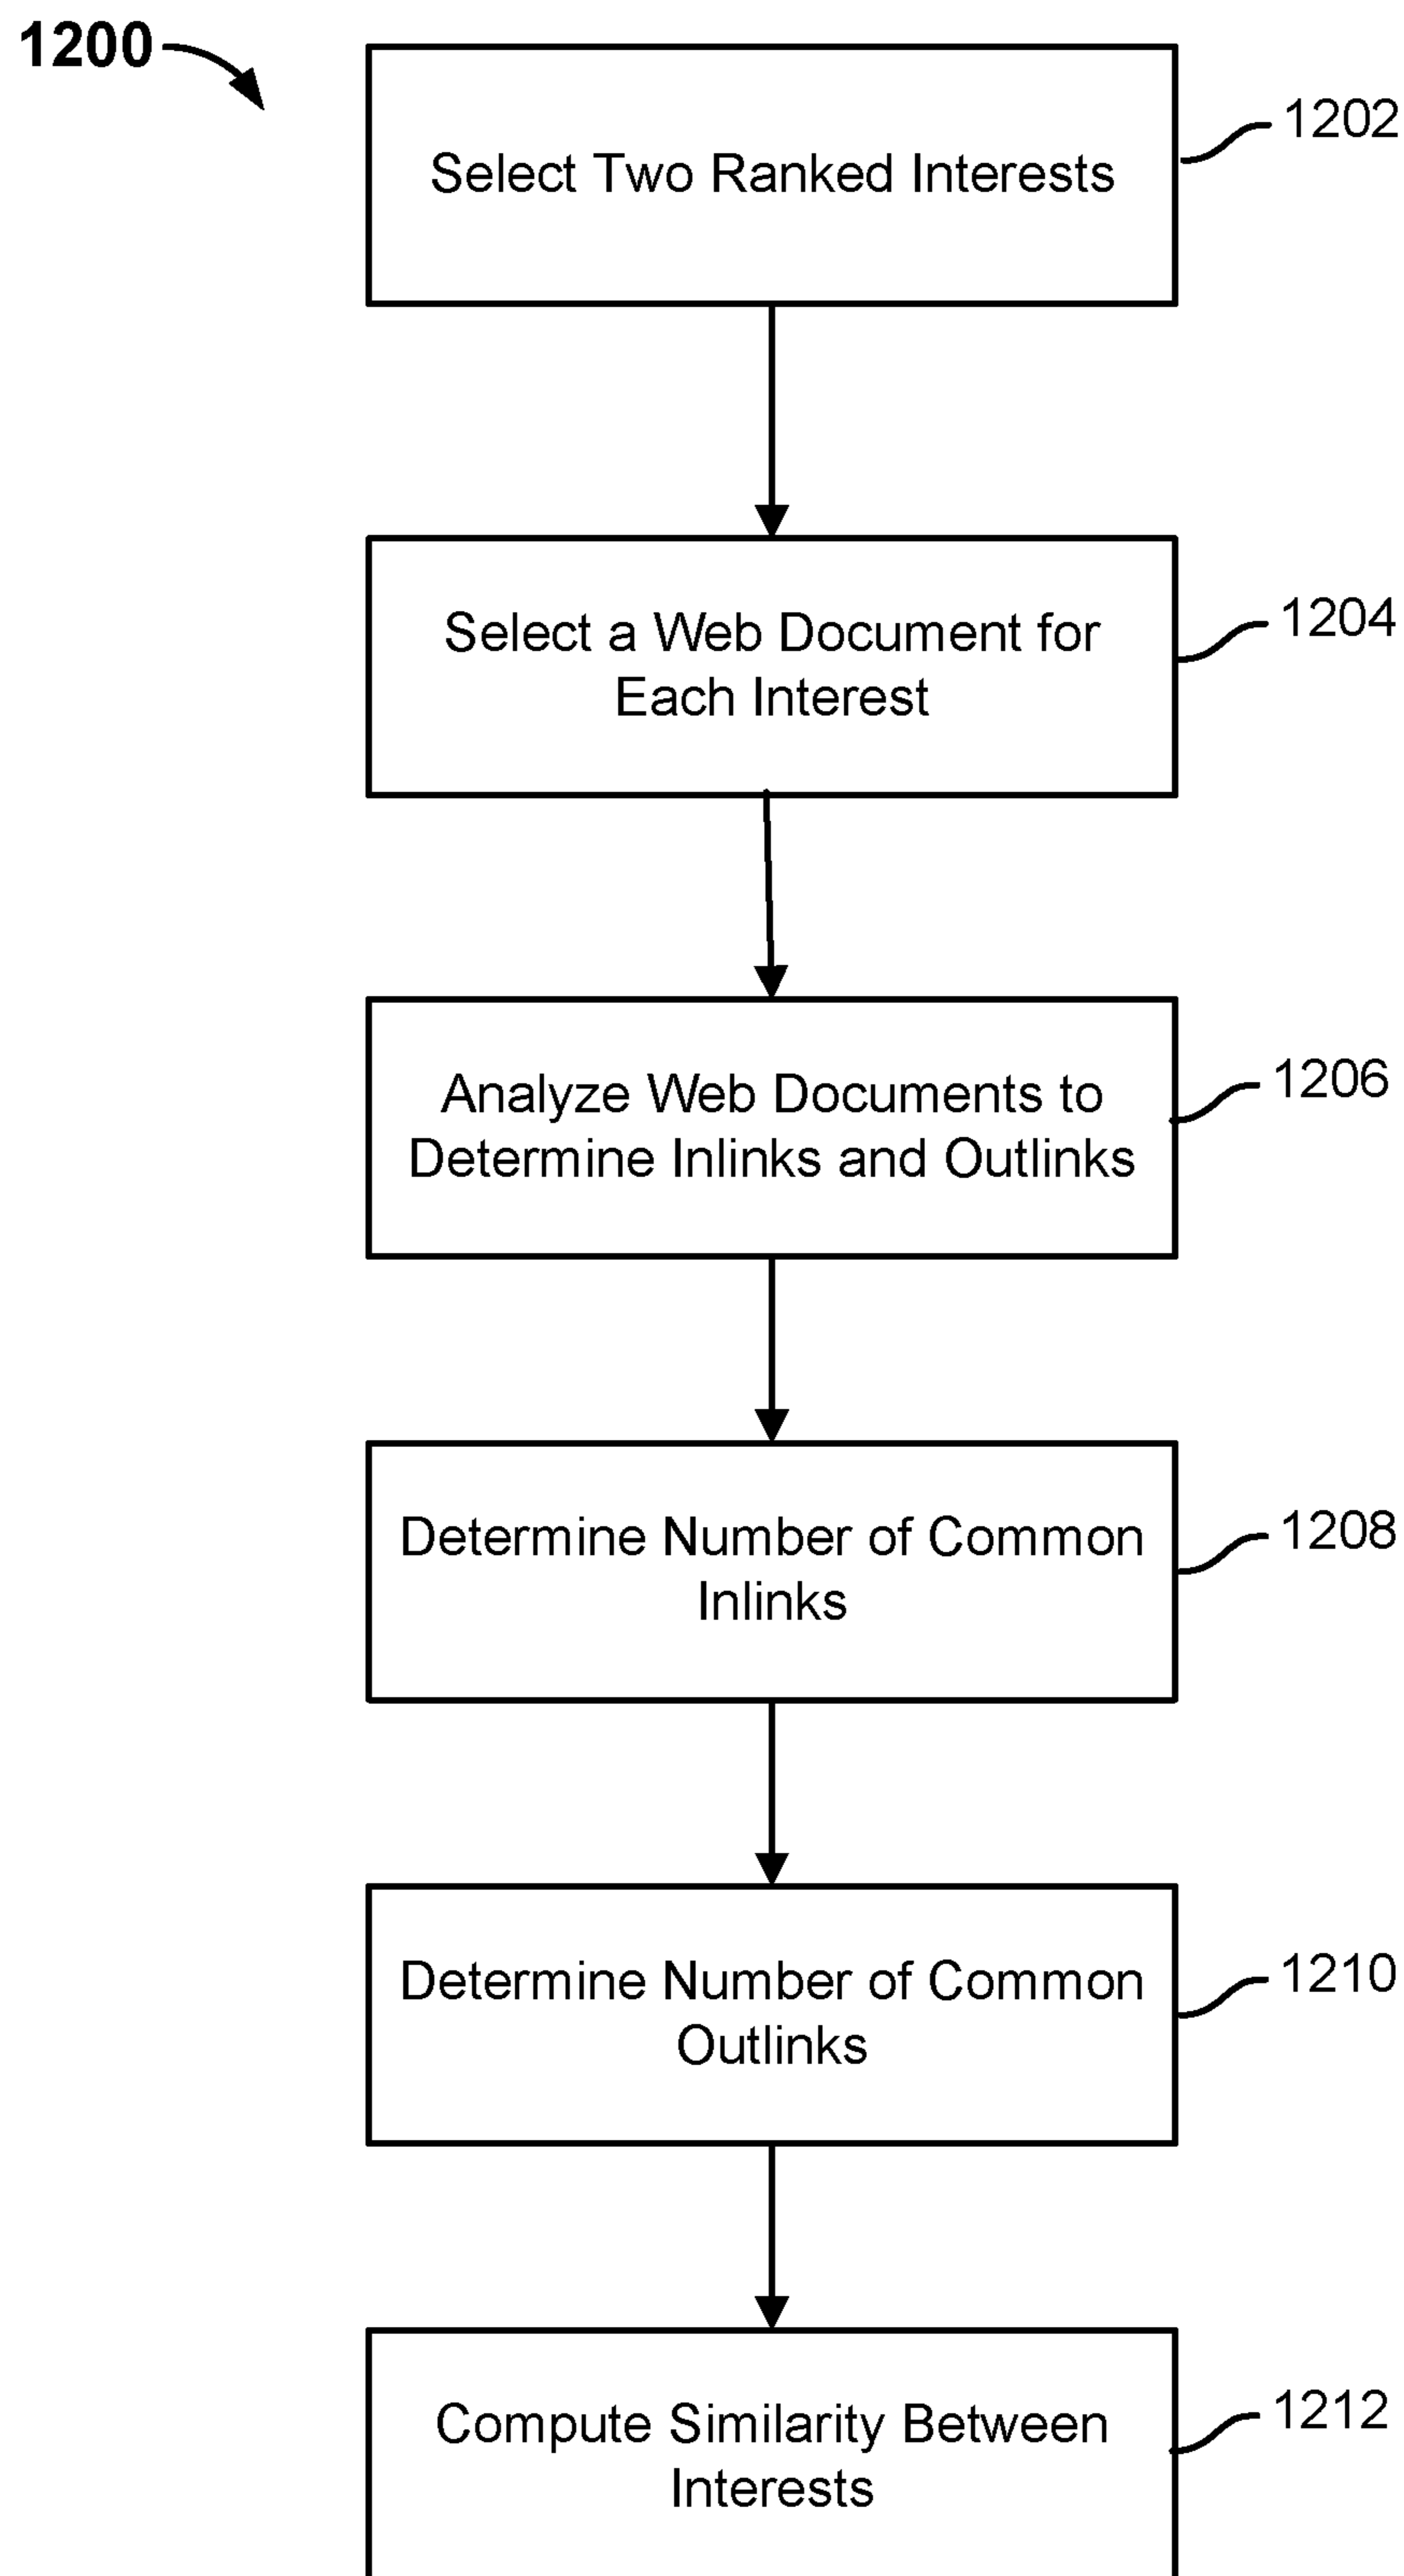 1200
Select Two Ranked Interests
1202
Select a Web Document for
Each Interest
1204
Analyze Web Documents to
Determine Inlinks and Outlinks
1206
Determine Number of Common
Inlinks
1208
Determine Number of Common
Outlinks
1210
Compute Similarity Between
Interests
1212